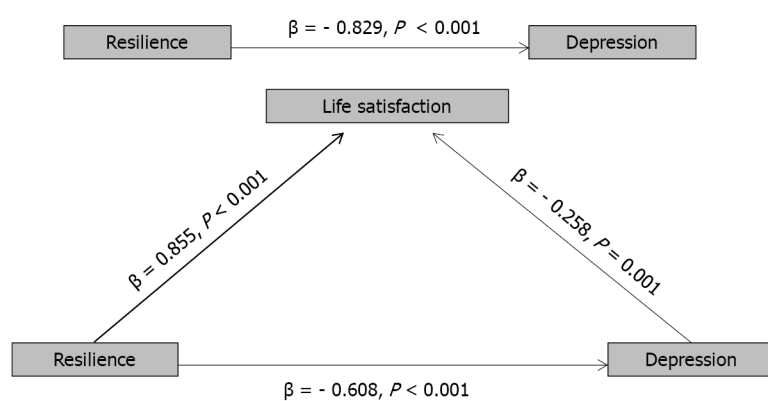 β = - 0.829, P < 0.001
Resilience
Depression
Life satisfaction
β = 0.855, P < 0.001
β = - 0.258, P = 0.001
Resilience
Depression
β = - 0.608, P < 0.001